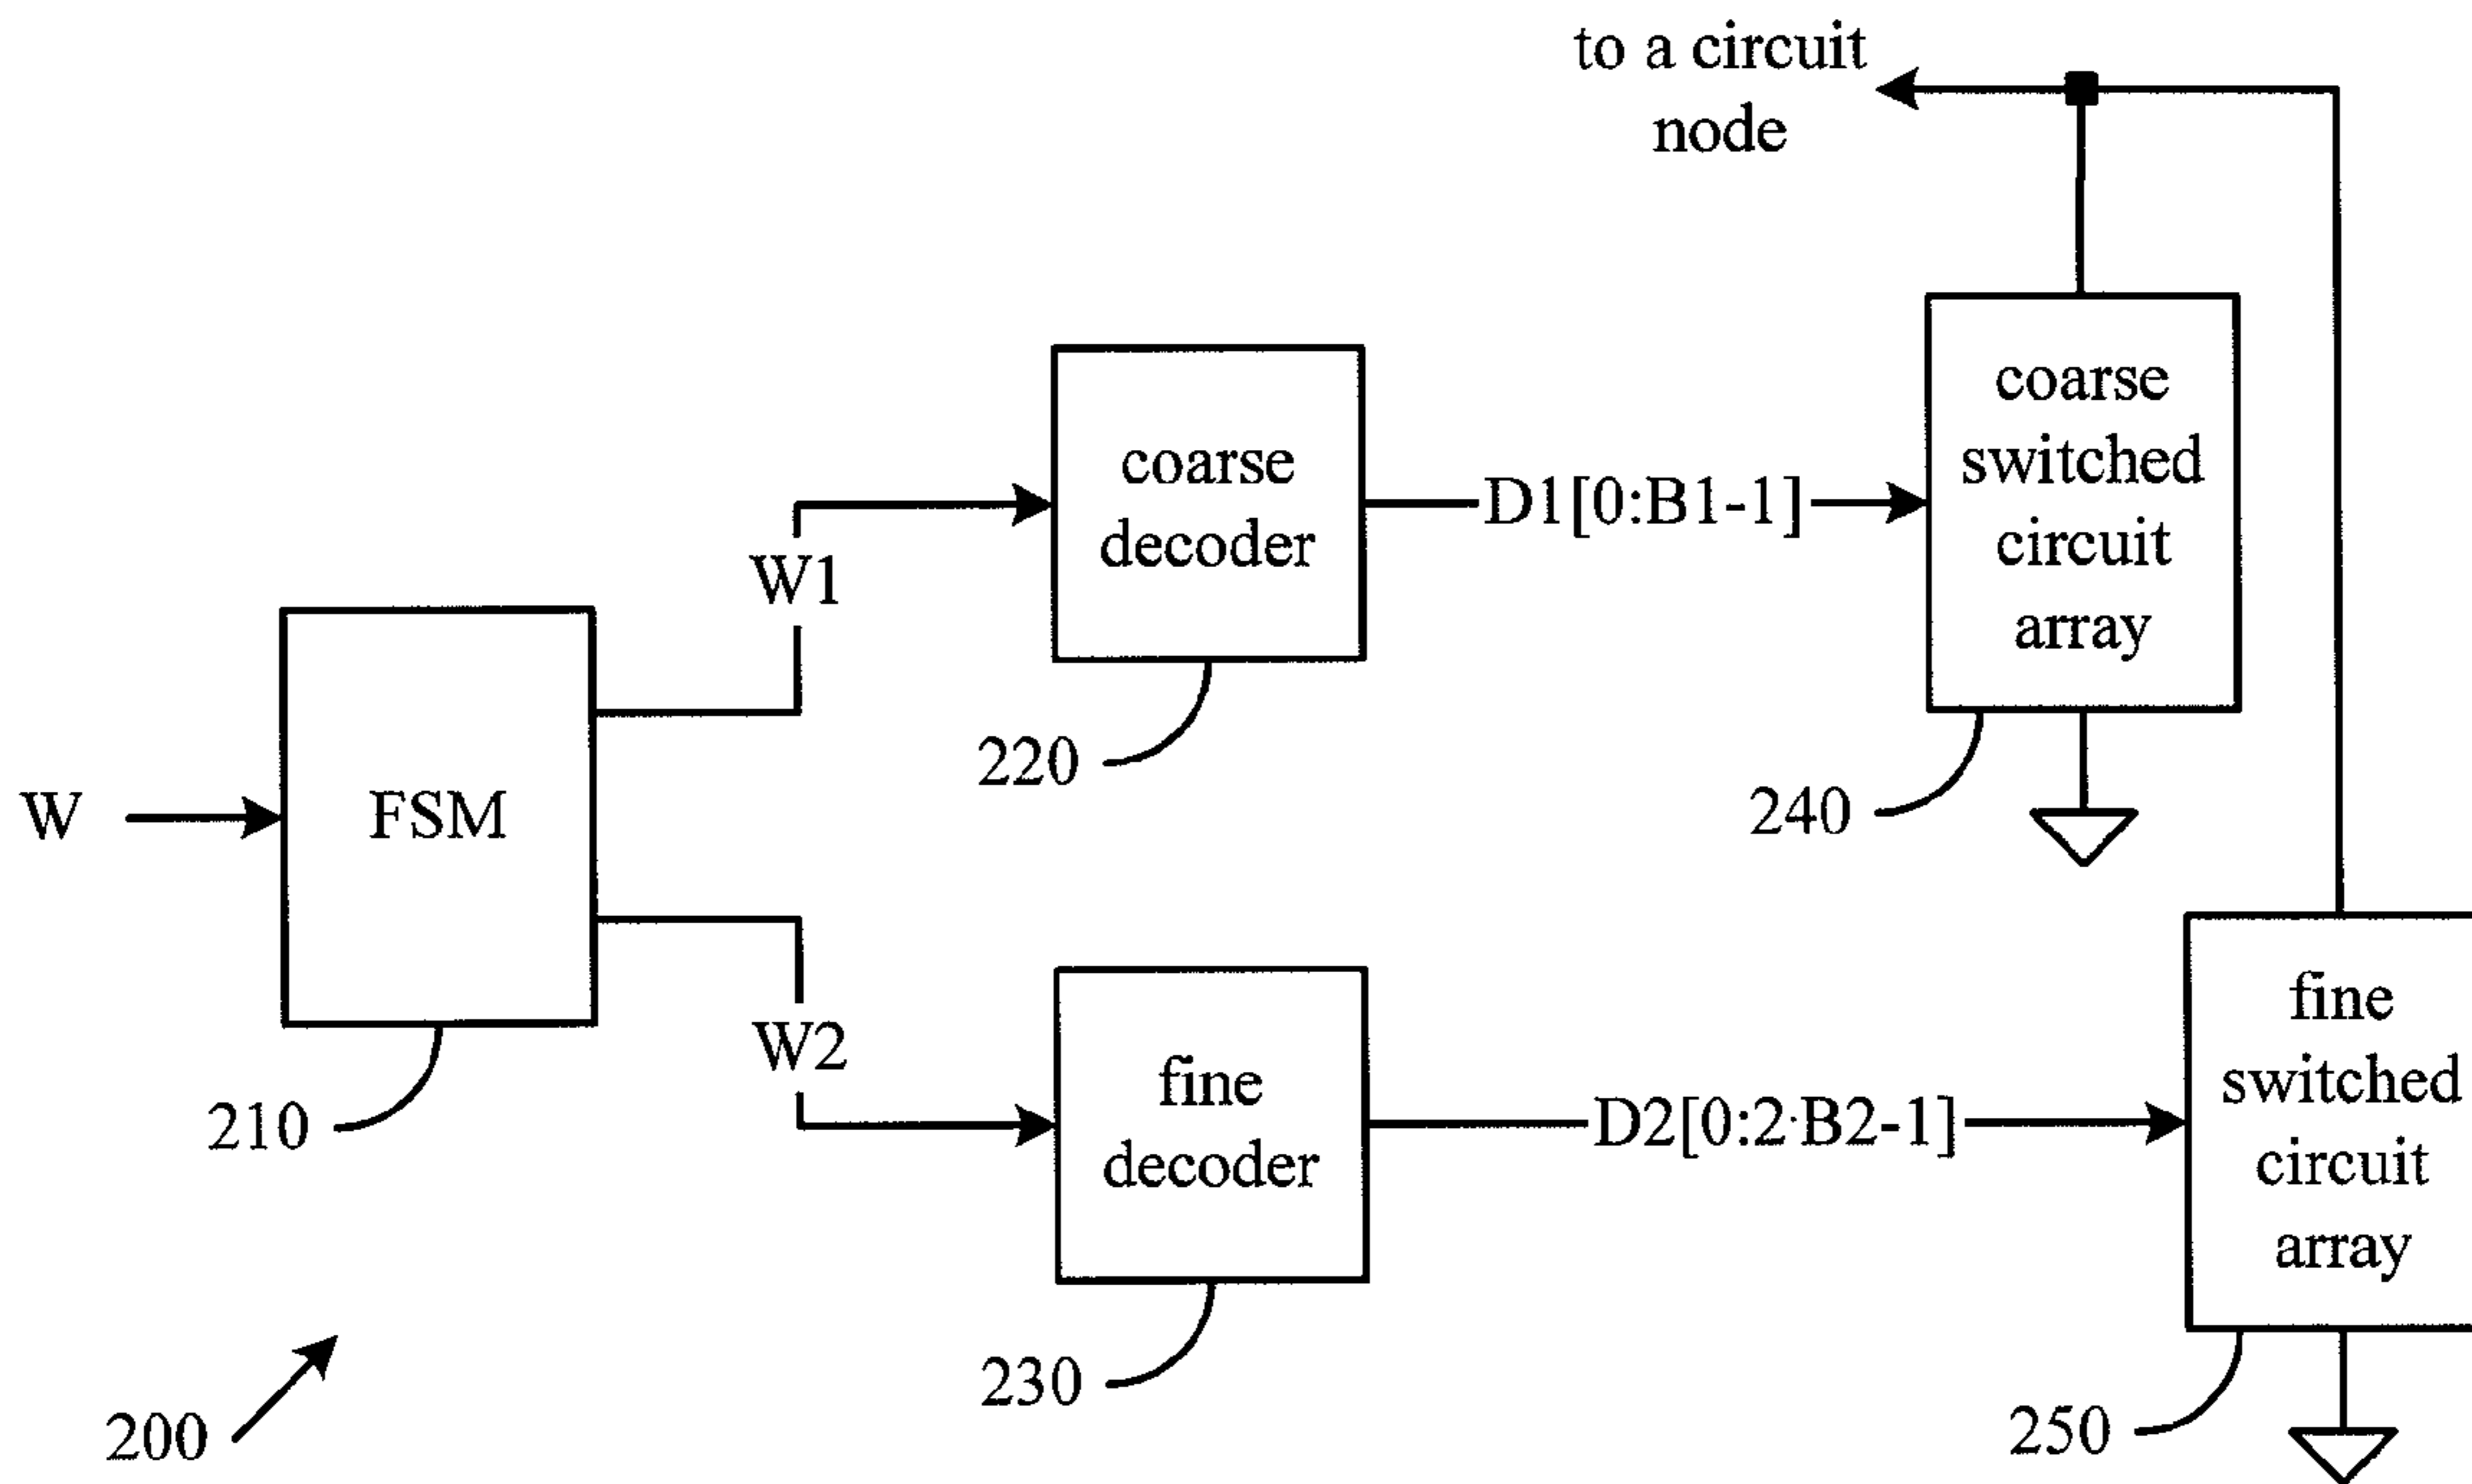 to a circuit
node
coarse
switched
circuit
array
240
coarse
decoder
220
D1[0:B1-1]
W1
W
FSM
210
W2
fine
decoder
230
D2[0:2·B2-1]
fine
switched
circuit
array
250
200